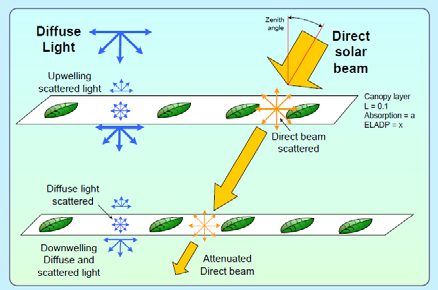 Diffuse
Light
Zenith
angle
Direct
solar
beam
Upwelling
scattered light
Canopy layer
L = 0.1
Absorption = a
ELADP = x
Direct beam
scattered
Diffuse light
scattered
Downwelling
Diffuse and
scattered light
Attenuated
Direct beam